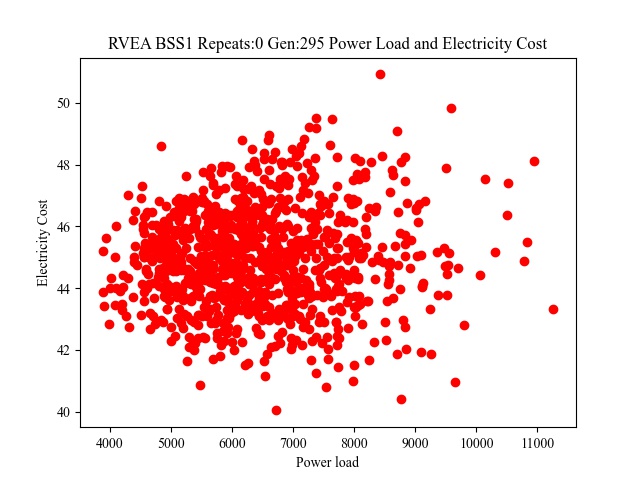 RVEA BSS1 Repeats:0 Gen:295 Power Load and Electricity Cost
50
48
46
44
42
40
Electricity Cost
4000 5000 6000 7000 8000 9000 10000 11000
Power load